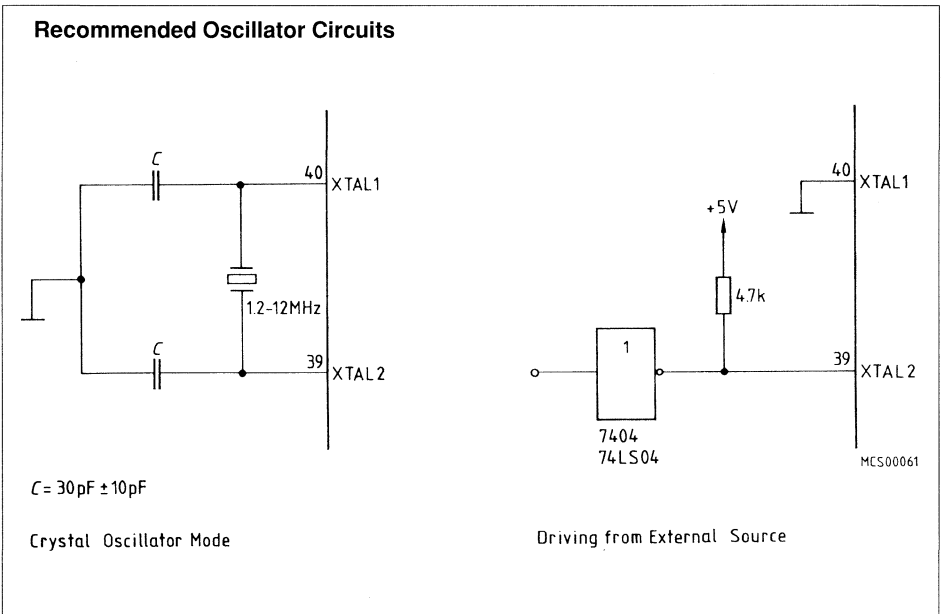 Recommended Oscillator Circuits
C
40
XTAL1
1.2-12MHz
C
39
XTAL2
C = 30pF ±10pF
Crystal Oscillator Mode
40
XTAL1
+5V
4.7k
1
39
XTAL2
7404
74LS04
MCS00061
Driving from External Source